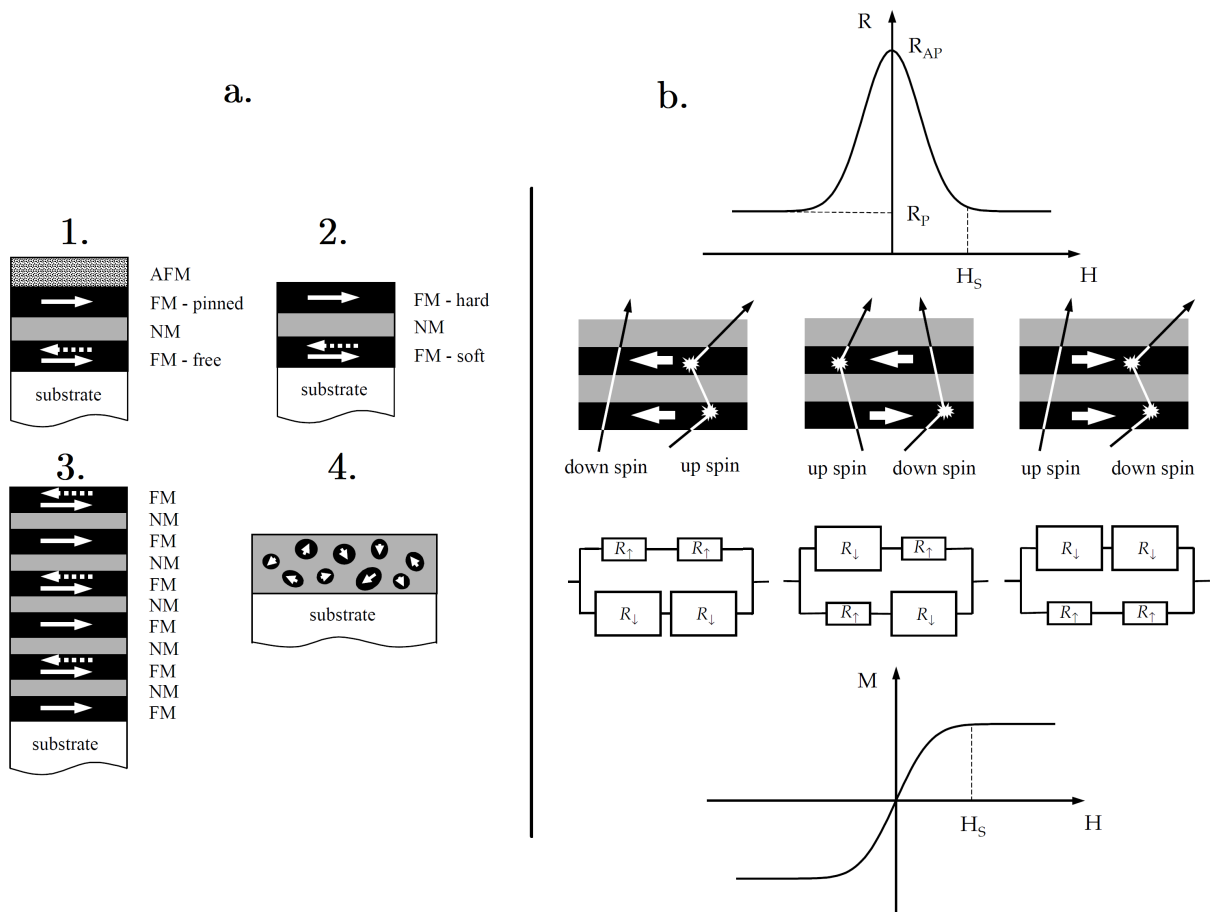 a.
1.
AFM
FM - pinned
NM
FM - free
substrate
2.
FM - hard
NM
FM - soft
substrate
3.
FM
NM
FM
NM
FM
NM
FM
NM
FM
NM
FM
substrate
4.
substrate
b.
R
R_AP
R_P
H_S H
down spin up spin
up spin down spin
up spin down spin
R↑ R↑
R↓ R↓
R↓ R↑
R↑ R↓
R↓ R↓
R↑ R↑
M
H_S H